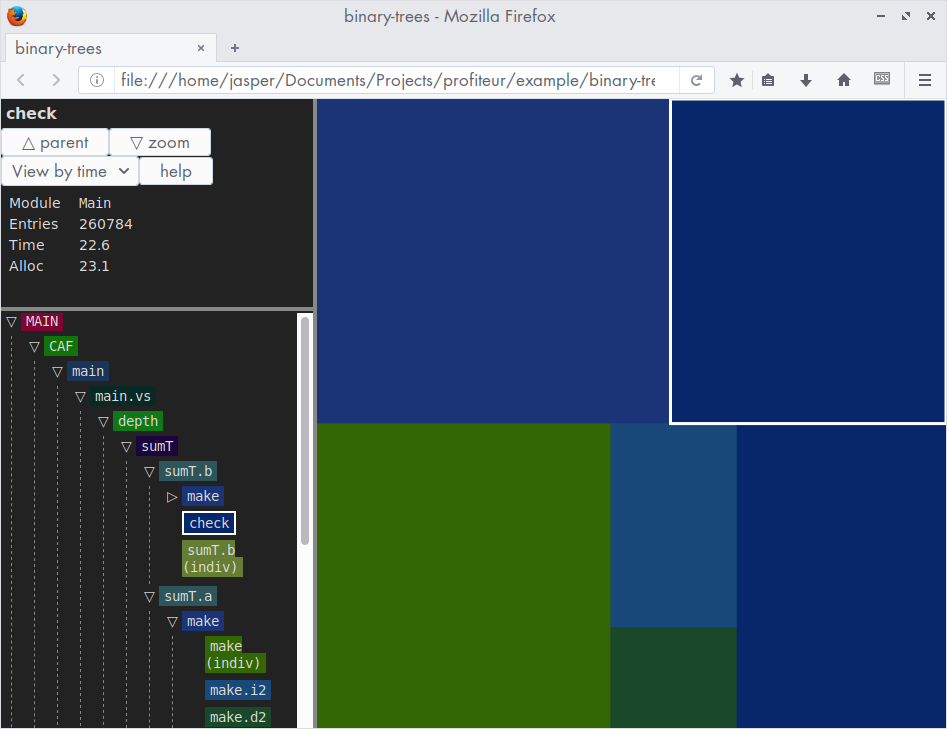 binary-trees - Mozilla Firefox
binary-trees × +
file:///home/jasper/Documents/Projects/profiteur/example/binary-tre
CSS
check
△ parent ▽ zoom
View by time help
Module Main
Entries 260784
Time 22.6
Alloc 23.1
▽ MAIN
▽ CAF
▽ main
▽ main.vs
▽ depth
▽ sumT
▽ sumT.b
▷ make
check
sumT.b
(indiv)
▽ sumT.a
▽ make
make
(indiv)
make.i2
make.d2